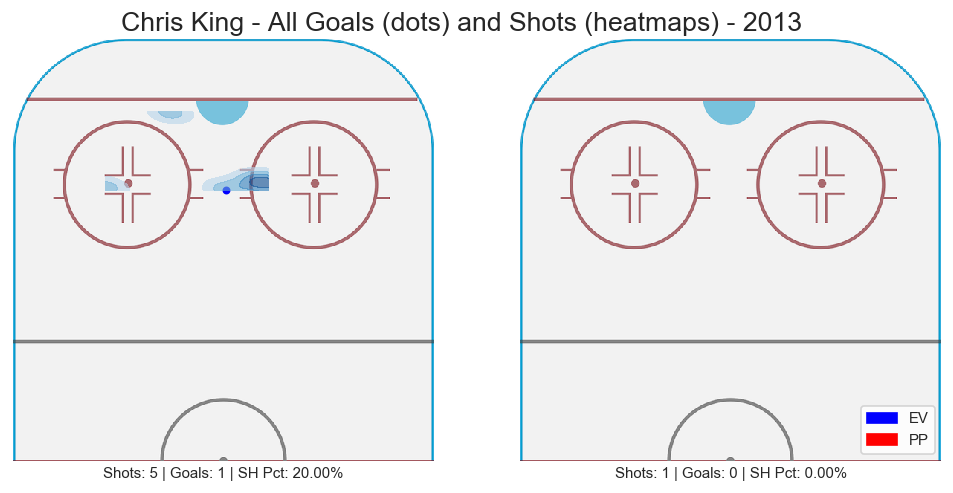 Chris King - All Goals (dots) and Shots (heatmaps) - 2013
EV
PP
Shots: 5 | Goals: 1 | SH Pct: 20.00%
Shots: 1 | Goals: 0 | SH Pct: 0.00%